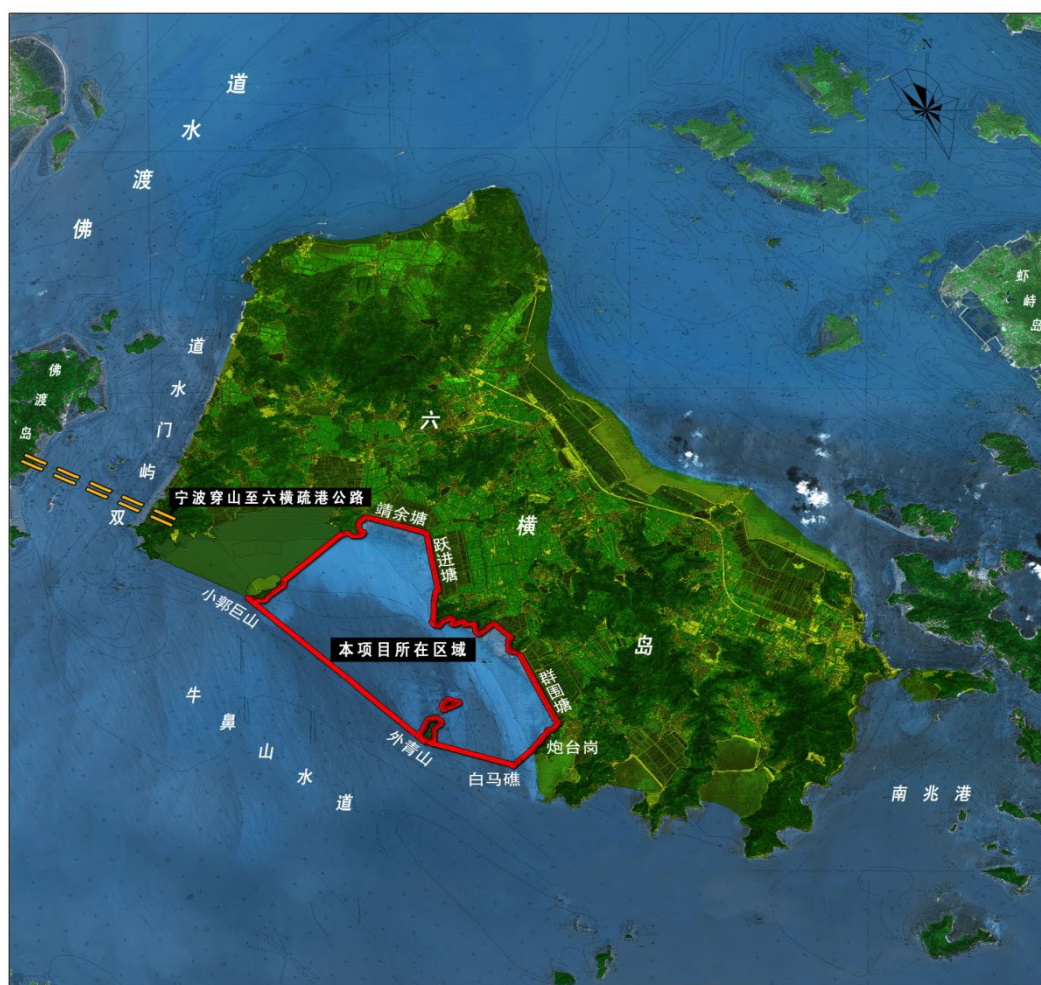 N
佛渡水道
虾峙岛
双屿门水道
佛渡岛
六横岛
宁波穿山至六横疏港公路
靖余塘
跃进塘
小郭巨山
本项目所在区域
群围塘
牛鼻山水道
外青山
炮台岗
白马礁
南兆港